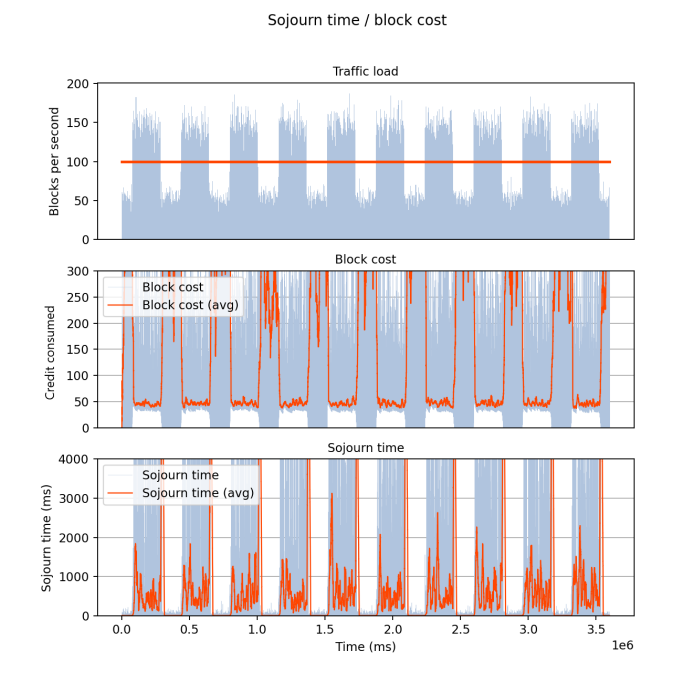 Sojourn time / block cost
Traffic load
200
150
100
50
0
Blocks per second
Block cost
300
250
200
150
100
50
0
Credit consumed
Block cost
Block cost (avg)
Sojourn time
4000
3000
2000
1000
0
Sojourn time (ms)
Sojourn time
Sojourn time (avg)
0.0 0.5 1.0 1.5 2.0 2.5 3.0 3.5
1e6
Time (ms)